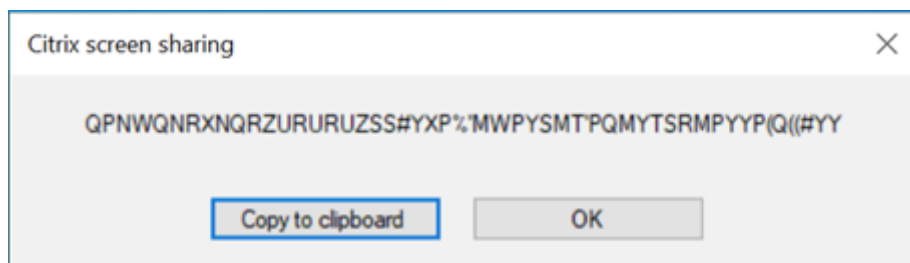 Citrix screen sharing
QPNWQNRXNQRZURURUZSS#YXP%'MWPYSMT'PQMYTSRMPYYP(Q((#YY
Copy to clipboard
OK